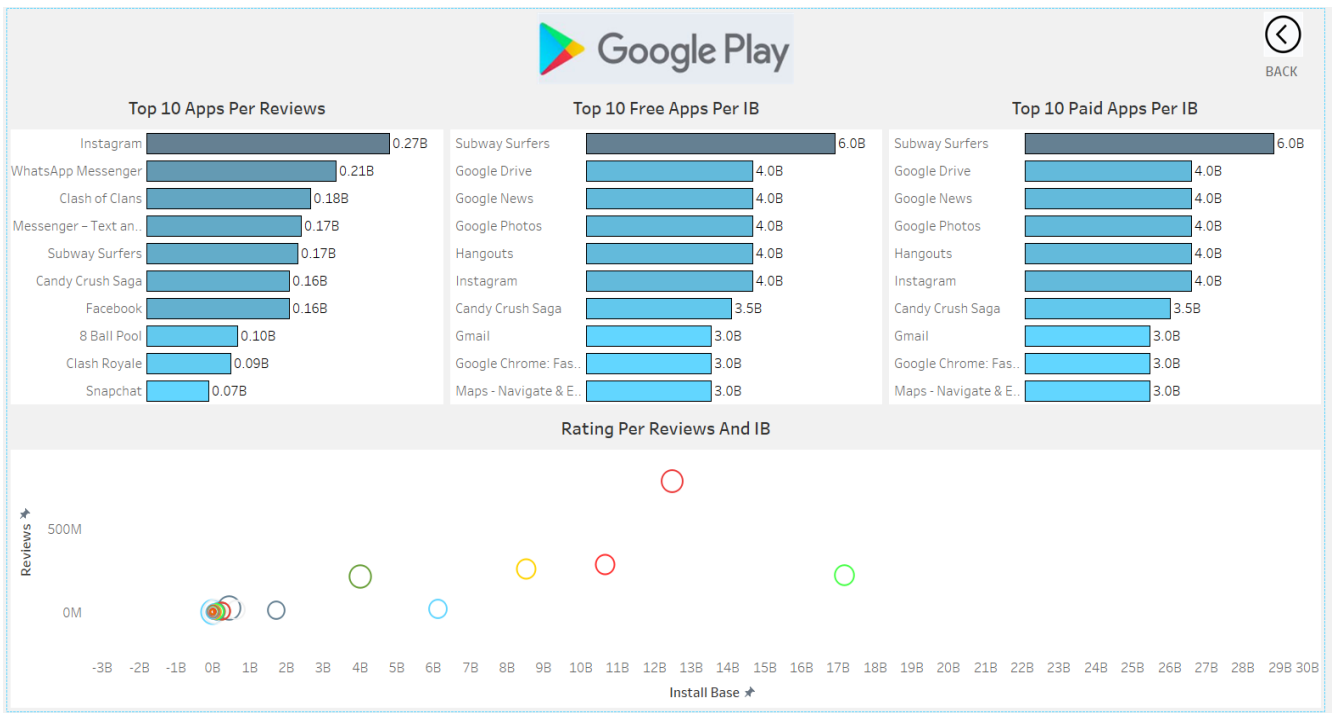 Google Play
BACK
Top 10 Apps Per Reviews
Instagram 0.27B
WhatsApp Messenger 0.21B
Clash of Clans 0.18B
Messenger – Text an.. 0.17B
Subway Surfers 0.17B
Candy Crush Saga 0.16B
Facebook 0.16B
8 Ball Pool 0.10B
Clash Royale 0.09B
Snapchat 0.07B
Top 10 Free Apps Per IB
Subway Surfers 6.0B
Google Drive 4.0B
Google News 4.0B
Google Photos 4.0B
Hangouts 4.0B
Instagram 4.0B
Candy Crush Saga 3.5B
Gmail 3.0B
Google Chrome: Fas.. 3.0B
Maps - Navigate & E.. 3.0B
Top 10 Paid Apps Per IB
Subway Surfers 6.0B
Google Drive 4.0B
Google News 4.0B
Google Photos 4.0B
Hangouts 4.0B
Instagram 4.0B
Candy Crush Saga 3.5B
Gmail 3.0B
Google Chrome: Fas.. 3.0B
Maps - Navigate & E.. 3.0B
Rating Per Reviews And IB
Reviews
500M
0M
-3B -2B -1B 0B 1B 2B 3B 4B 5B 6B 7B 8B 9B 10B 11B 12B 13B 14B 15B 16B 17B 18B 19B 20B 21B 22B 23B 24B 25B 26B 27B 28B 29B 30B
Install Base